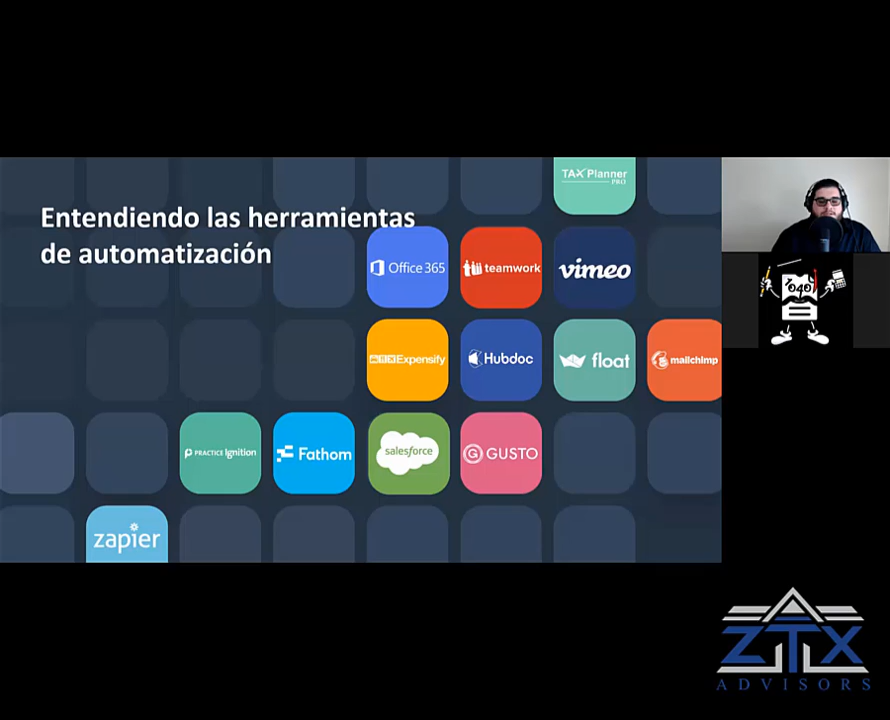 TAX Planner
PRO
Entendiendo las herramientas
de automatización
Office 365
teamwork
vimeo
Expensify
Hubdoc
float
mailchimp
PRACTICE Ignition
Fathom
salesforce
GUSTO
zapier
1040
ZTX
ADVISORS